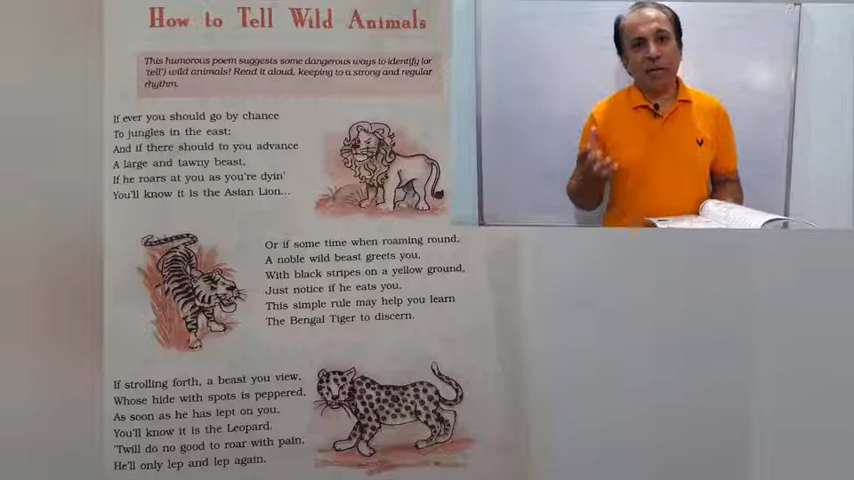 How to Tell Wild Animals
This humorous poem suggests some dangerous ways to identify (or
'tell') wild animals! Read it aloud, keeping to a strong and regular
rhythm.
If ever you should go by chance
To jungles in the east;
And if there should to you advance
A large and tawny beast,
If he roars at you as you're dyin'
You'll know it is the Asian Lion...
Or if some time when roaming round,
A noble wild beast greets you,
With black stripes on a yellow ground,
Just notice if he eats you.
This simple rule may help you learn
The Bengal Tiger to discern.
If strolling forth, a beast you view,
Whose hide with spots is peppered,
As soon as he has lept on you,
You'll know it is the Leopard.
'Twill do no good to roar with pain,
He'll only lep and lep again.